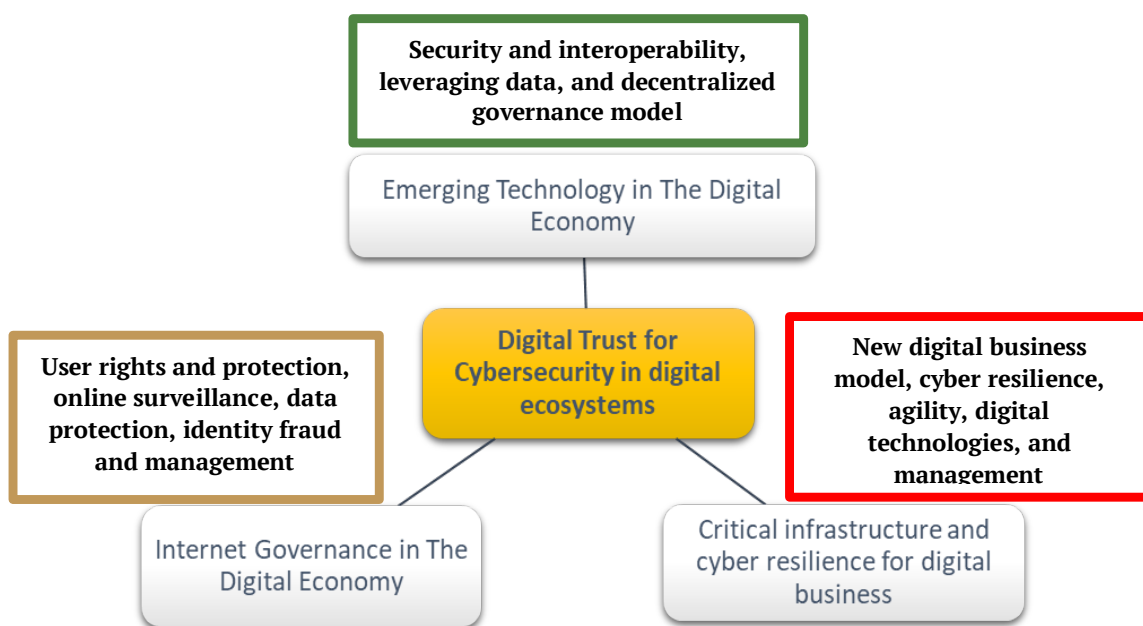 Security and interoperability,
leveraging data, and decentralized
governance model
Emerging Technology in The Digital
Economy
Digital Trust for
Cybersecurity in digital
ecosystems
User rights and protection,
online surveillance, data
protection, identity fraud
and management
New digital business
model, cyber resilience,
agility, digital
technologies, and
management
Internet Governance in The
Digital Economy
Critical infrastructure and
cyber resilience for digital
business